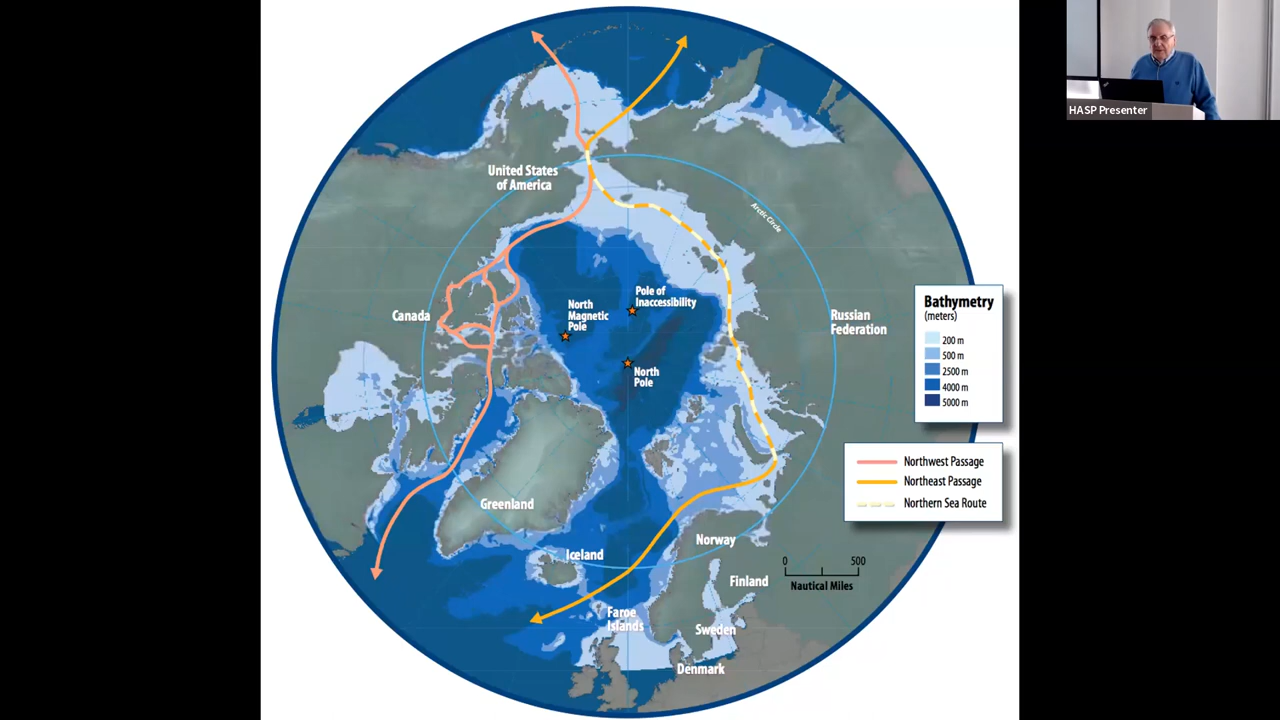 HASP Presenter
United States
of America
Arctic Circle
Pole of
Inaccessibility
North
Magnetic
Pole
Canada
Russian
Federation
North
Pole
Greenland
Iceland
Norway
Finland
Faroe
Islands
Sweden
Denmark
Bathymetry
(meters)
200 m
500 m
2500 m
4000 m
5000 m
Northwest Passage
Northeast Passage
Northern Sea Route
0 500
Nautical Miles